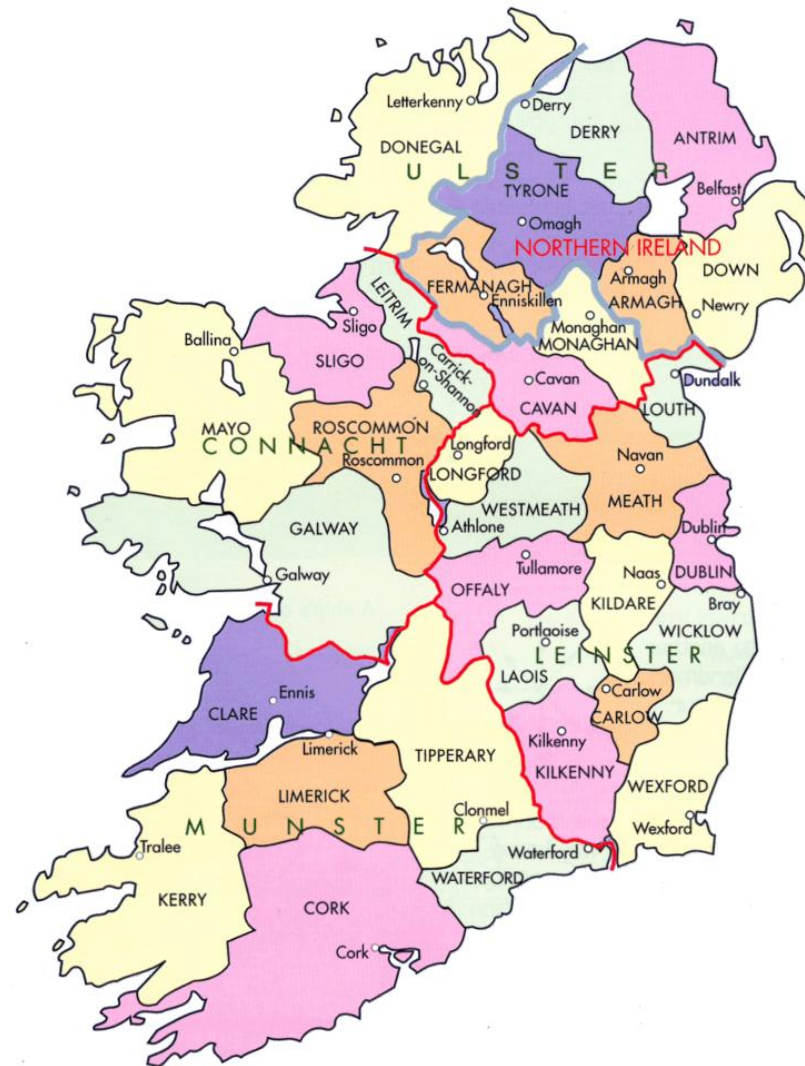 Letterkenny
Derry
DERRY
ANTRIM
DONEGAL
ULSTER
TYRONE
Belfast
Omagh
NORTHERN IRELAND
DOWN
FERMANAGH
Armagh
Enniskillen
ARMAGH
Newry
LEITRIM
Monaghan
MONAGHAN
Sligo
Ballina
SLIGO
Carrick-
on-Shannon
Cavan
CAVAN
Dundalk
LOUTH
MAYO
ROSCOMMON
CONNACHT
Roscommon
Longford
LONGFORD
Navan
MEATH
WESTMEATH
GALWAY
Athlone
Dublin
DUBLIN
Galway
Tullamore
OFFALY
Naas
KILDARE
Bray
Portlaoise
WICKLOW
LEINSTER
LAOIS
Ennis
CLARE
Carlow
CARLOW
Limerick
TIPPERARY
Kilkenny
KILKENNY
LIMERICK
WEXFORD
MUNSTER
Clonmel
Wexford
Tralee
Waterford
WATERFORD
KERRY
CORK
Cork